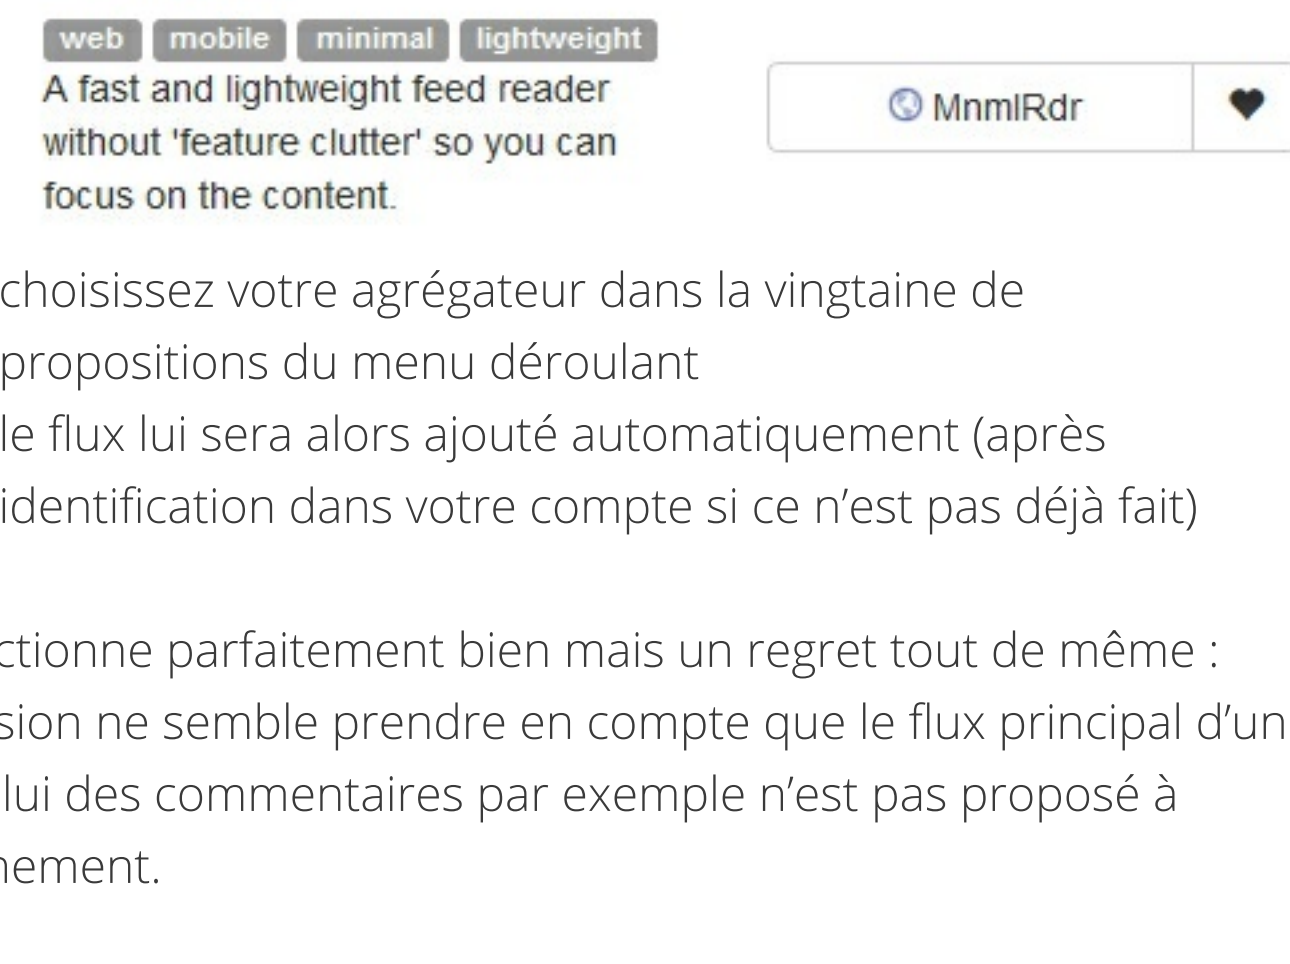 web mobile minimal lightweight
A fast and lightweight feed reader
without 'feature clutter' so you can
focus on the content.
MnmlRdr
choisissez votre agrégateur dans la vingtaine de
propositions du menu déroulant
le flux lui sera alors ajouté automatiquement (après
identification dans votre compte si ce n’est pas déjà fait)
ctionne parfaitement bien mais un regret tout de même :
sion ne semble prendre en compte que le flux principal d’un
lui des commentaires par exemple n’est pas proposé à
nement.